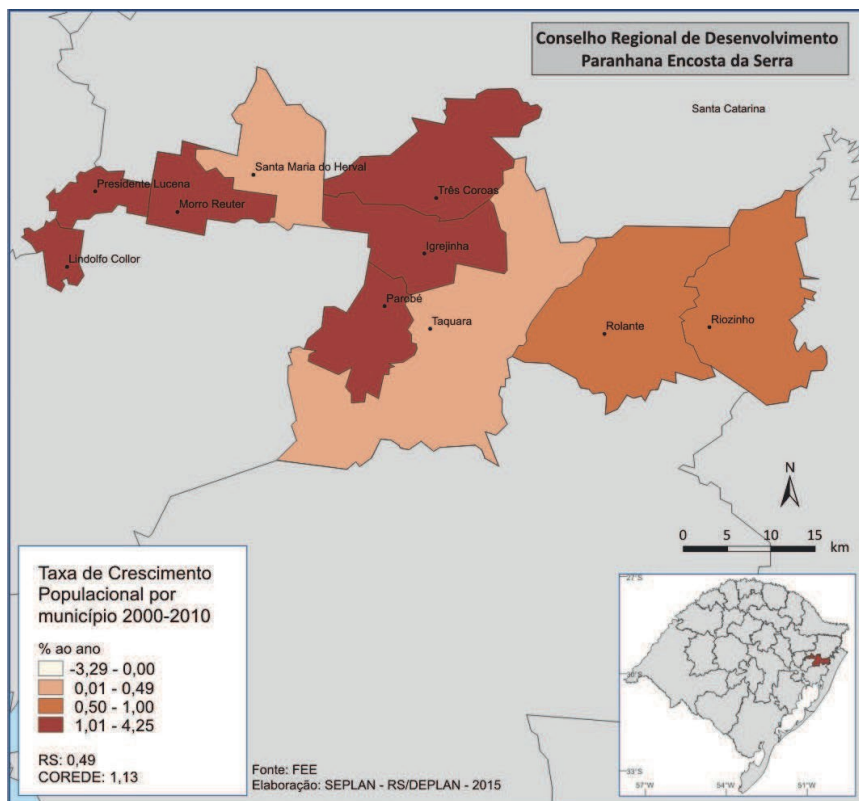 Conselho Regional de Desenvolvimento
Paranhana Encosta da Serra
Santa Catarina
Santa Maria do Herval
Três Coroas
Presidente Lucena
Morro Reuter
Igrejinha
Lindolfo Collor
Parobé
Taquara
Rolante
Riozinho
N
0 5 10 15
km
Taxa de Crescimento
Populacional por
município 2000-2010
% ao ano
-3,29 - 0,00
0,01 - 0,49
0,50 - 1,00
1,01 - 4,25
RS: 0,49
COREDE: 1,13
Fonte: FEE
Elaboração: SEPLAN - RS/DEPLAN - 2015
27°S
30°S
33°S
57°W 54°W 51°W